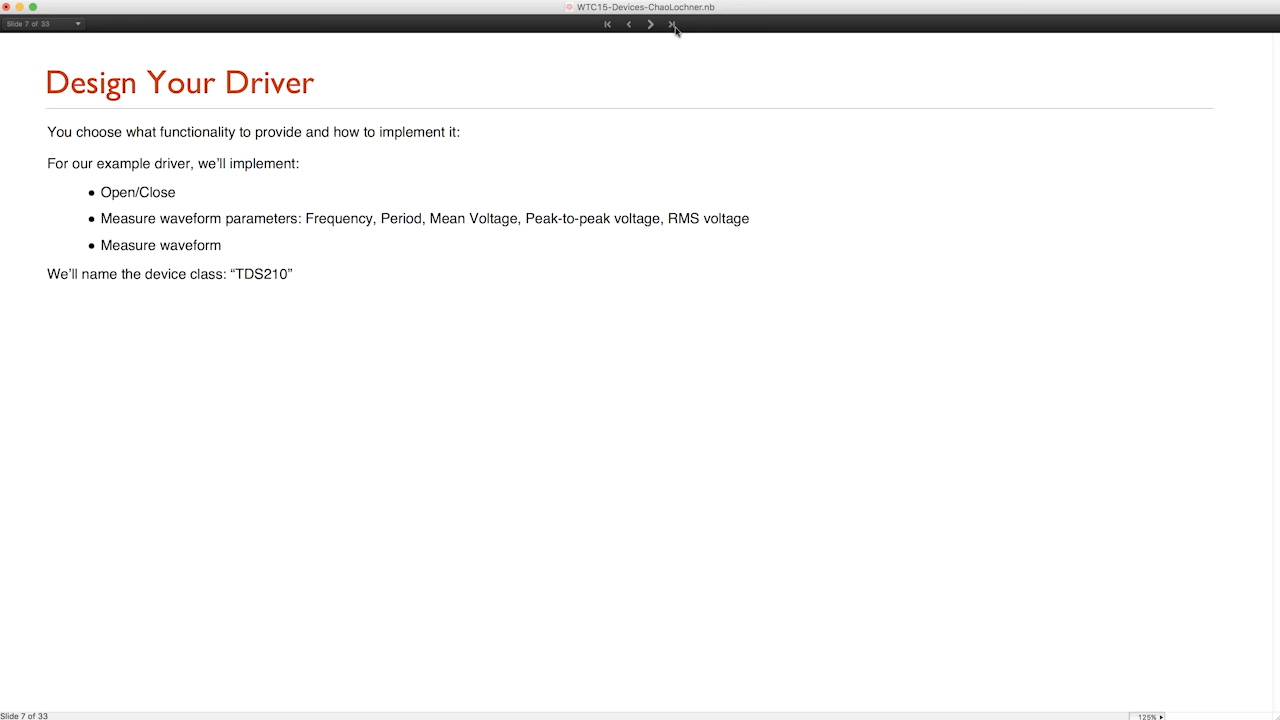 WTC15-Devices-ChaoLochner.nb
Slide 7 of 33
Design Your Driver
You choose what functionality to provide and how to implement it:
For our example driver, we'll implement:
• Open/Close
• Measure waveform parameters: Frequency, Period, Mean Voltage, Peak-to-peak voltage, RMS voltage
• Measure waveform
We'll name the device class: “TDS210”
Slide 7 of 33
125%